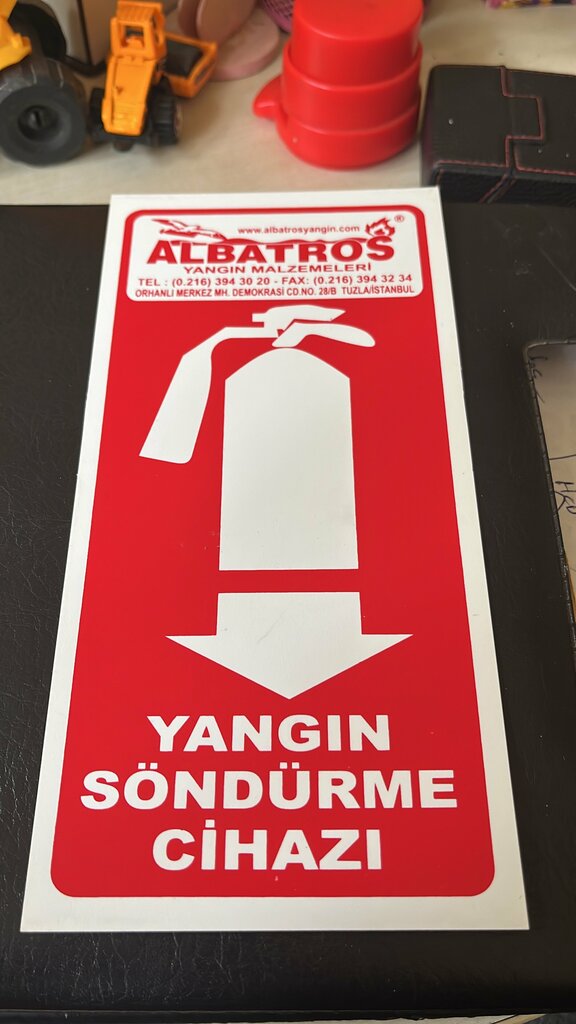 www.albatrosyangin.com
ALBATROS ®
YANGIN MALZEMELERİ
TEL : (0.216) 394 30 20 - FAX: (0.216) 394 32 34
ORHANLI MERKEZ MH. DEMOKRASİ CD.NO. 28/B TUZLA/İSTANBUL
YANGIN
SÖNDÜRME
CİHAZI